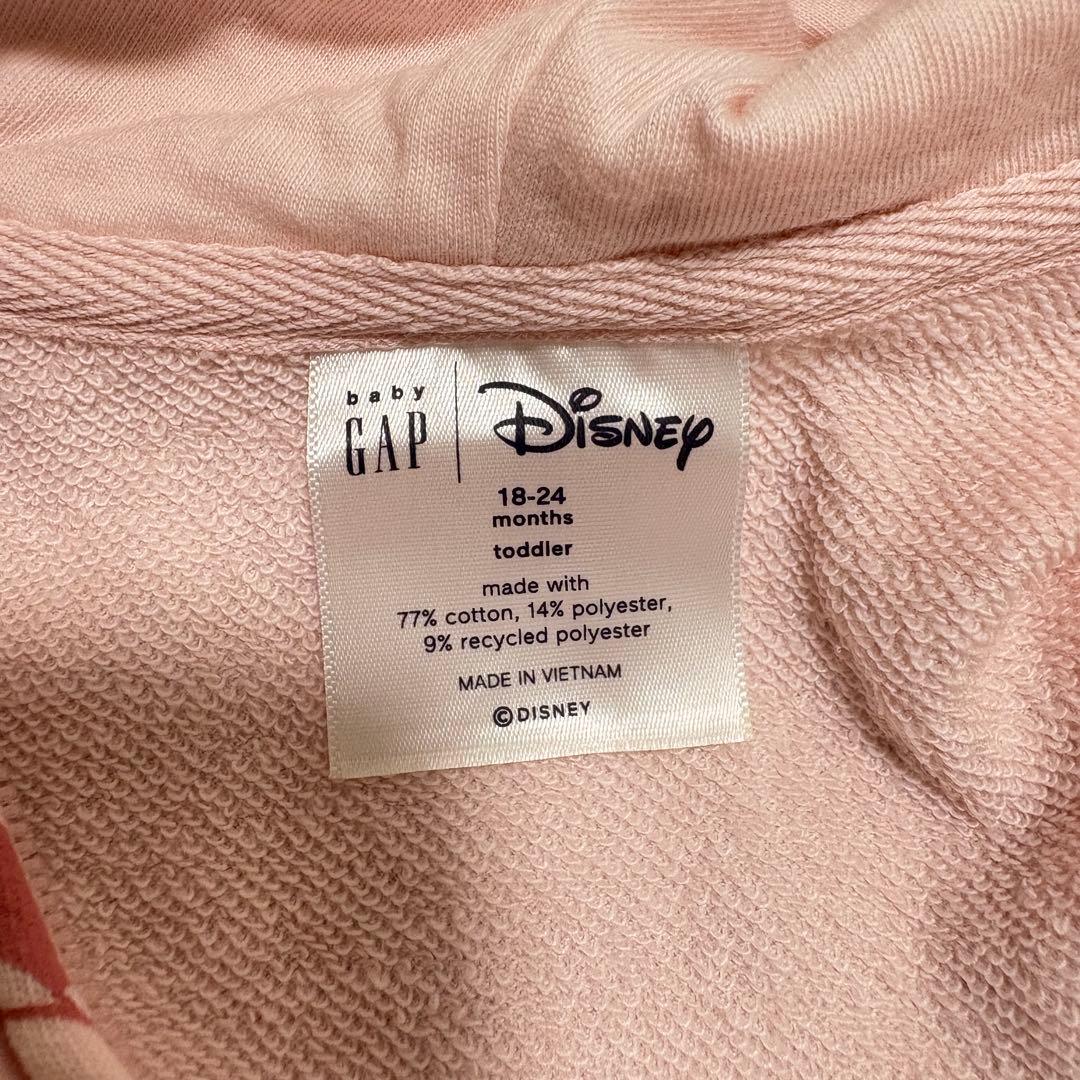 baby
GAP
Disney
18-24
months
toddler
made with
77% cotton, 14% polyester,
9% recycled polyester
MADE IN VIETNAM
©DISNEY